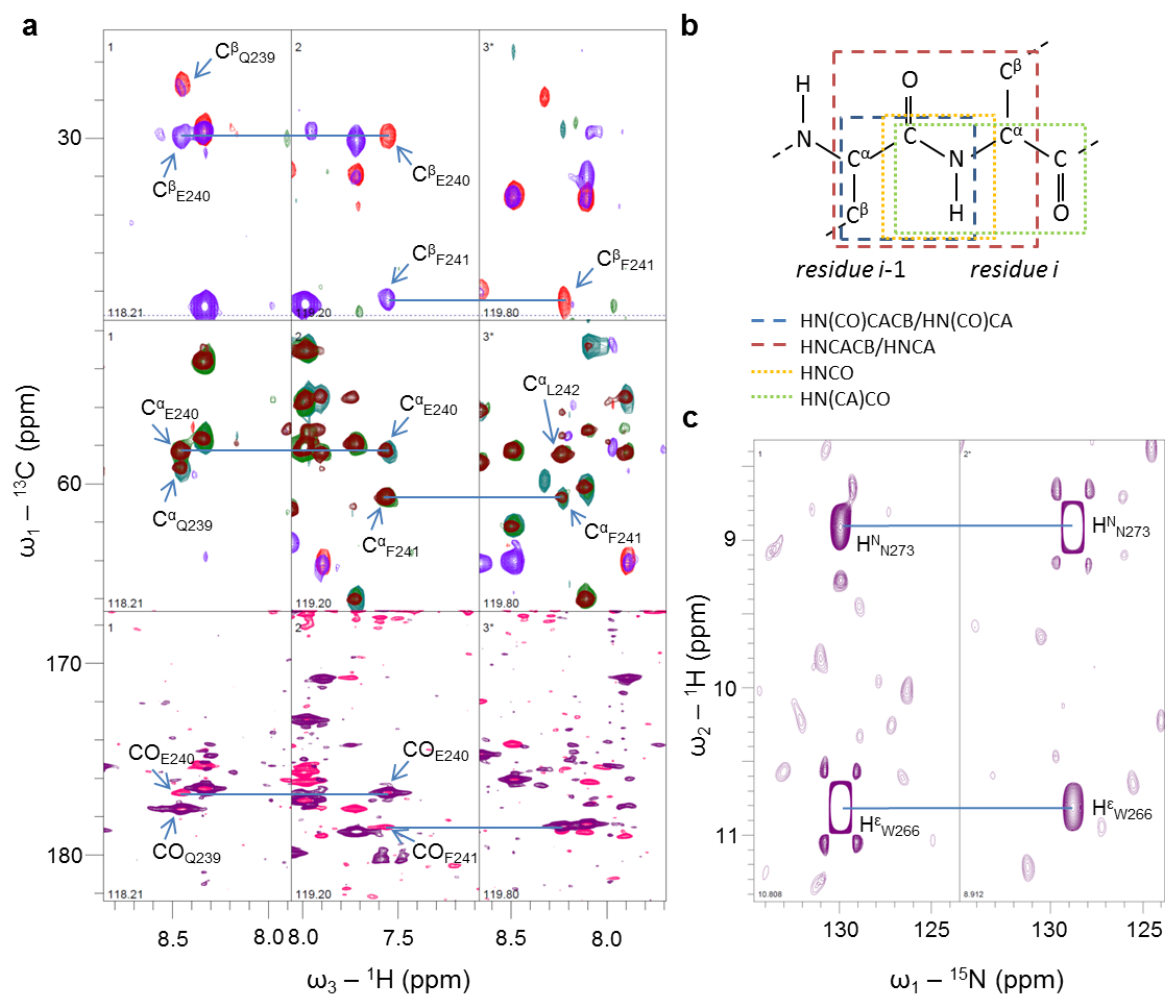 a
1
2
3*
CβQ239
30
CβE240
CβE240
CβF241
CβF241
118.21
119.20
119.80
CαE240
CαE240
CαL242
60
CαQ239
CαF241
CαF241
118.21
119.20
119.80
1
2
3*
170
COE240
COE240
COQ239
COF241
180
118.21
119.20
119.80
8.5
8.0
8.0
7.5
8.5
8.0
ω1 – 13C (ppm)
ω3 – 1H (ppm)
b
H
O
Cβ
N
Cα
C
N
Cα
C
Cβ
H
O
residue i-1
residue i
HN(CO)CACB/HN(CO)CA
HNCACB/HNCA
HNCO
HN(CA)CO
c
1
2*
9
HNN273
HNN273
10
HεW266
HεW266
11
10.808
8.912
130
125
130
125
ω2 – 1H (ppm)
ω1 – 15N (ppm)